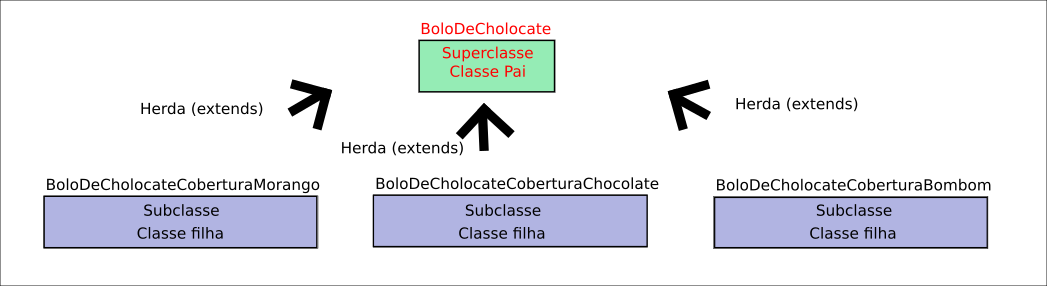 BoloDeCholocate
Superclasse
Classe Pai
Herda (extends)
Herda (extends)
Herda (extends)
BoloDeCholocateCoberturaMorango
Subclasse
Classe filha
BoloDeCholocateCoberturaChocolate
Subclasse
Classe filha
BoloDeCholocateCoberturaBombom
Subclasse
Classe filha